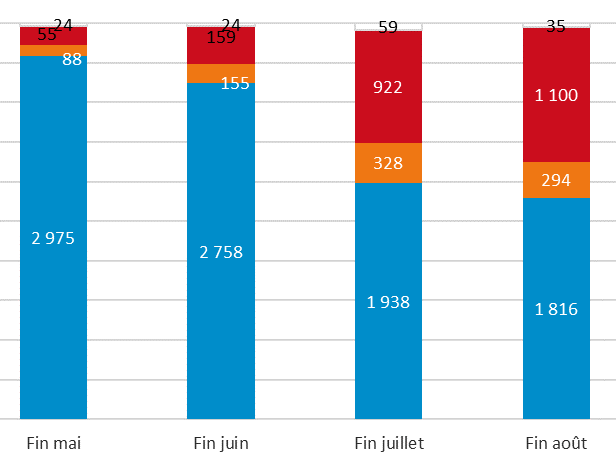 24 24 59 35
55 159 922 1 100
88 155 328 294
2 975 2 758 1 938 1 816
Fin mai Fin juin Fin juillet Fin août